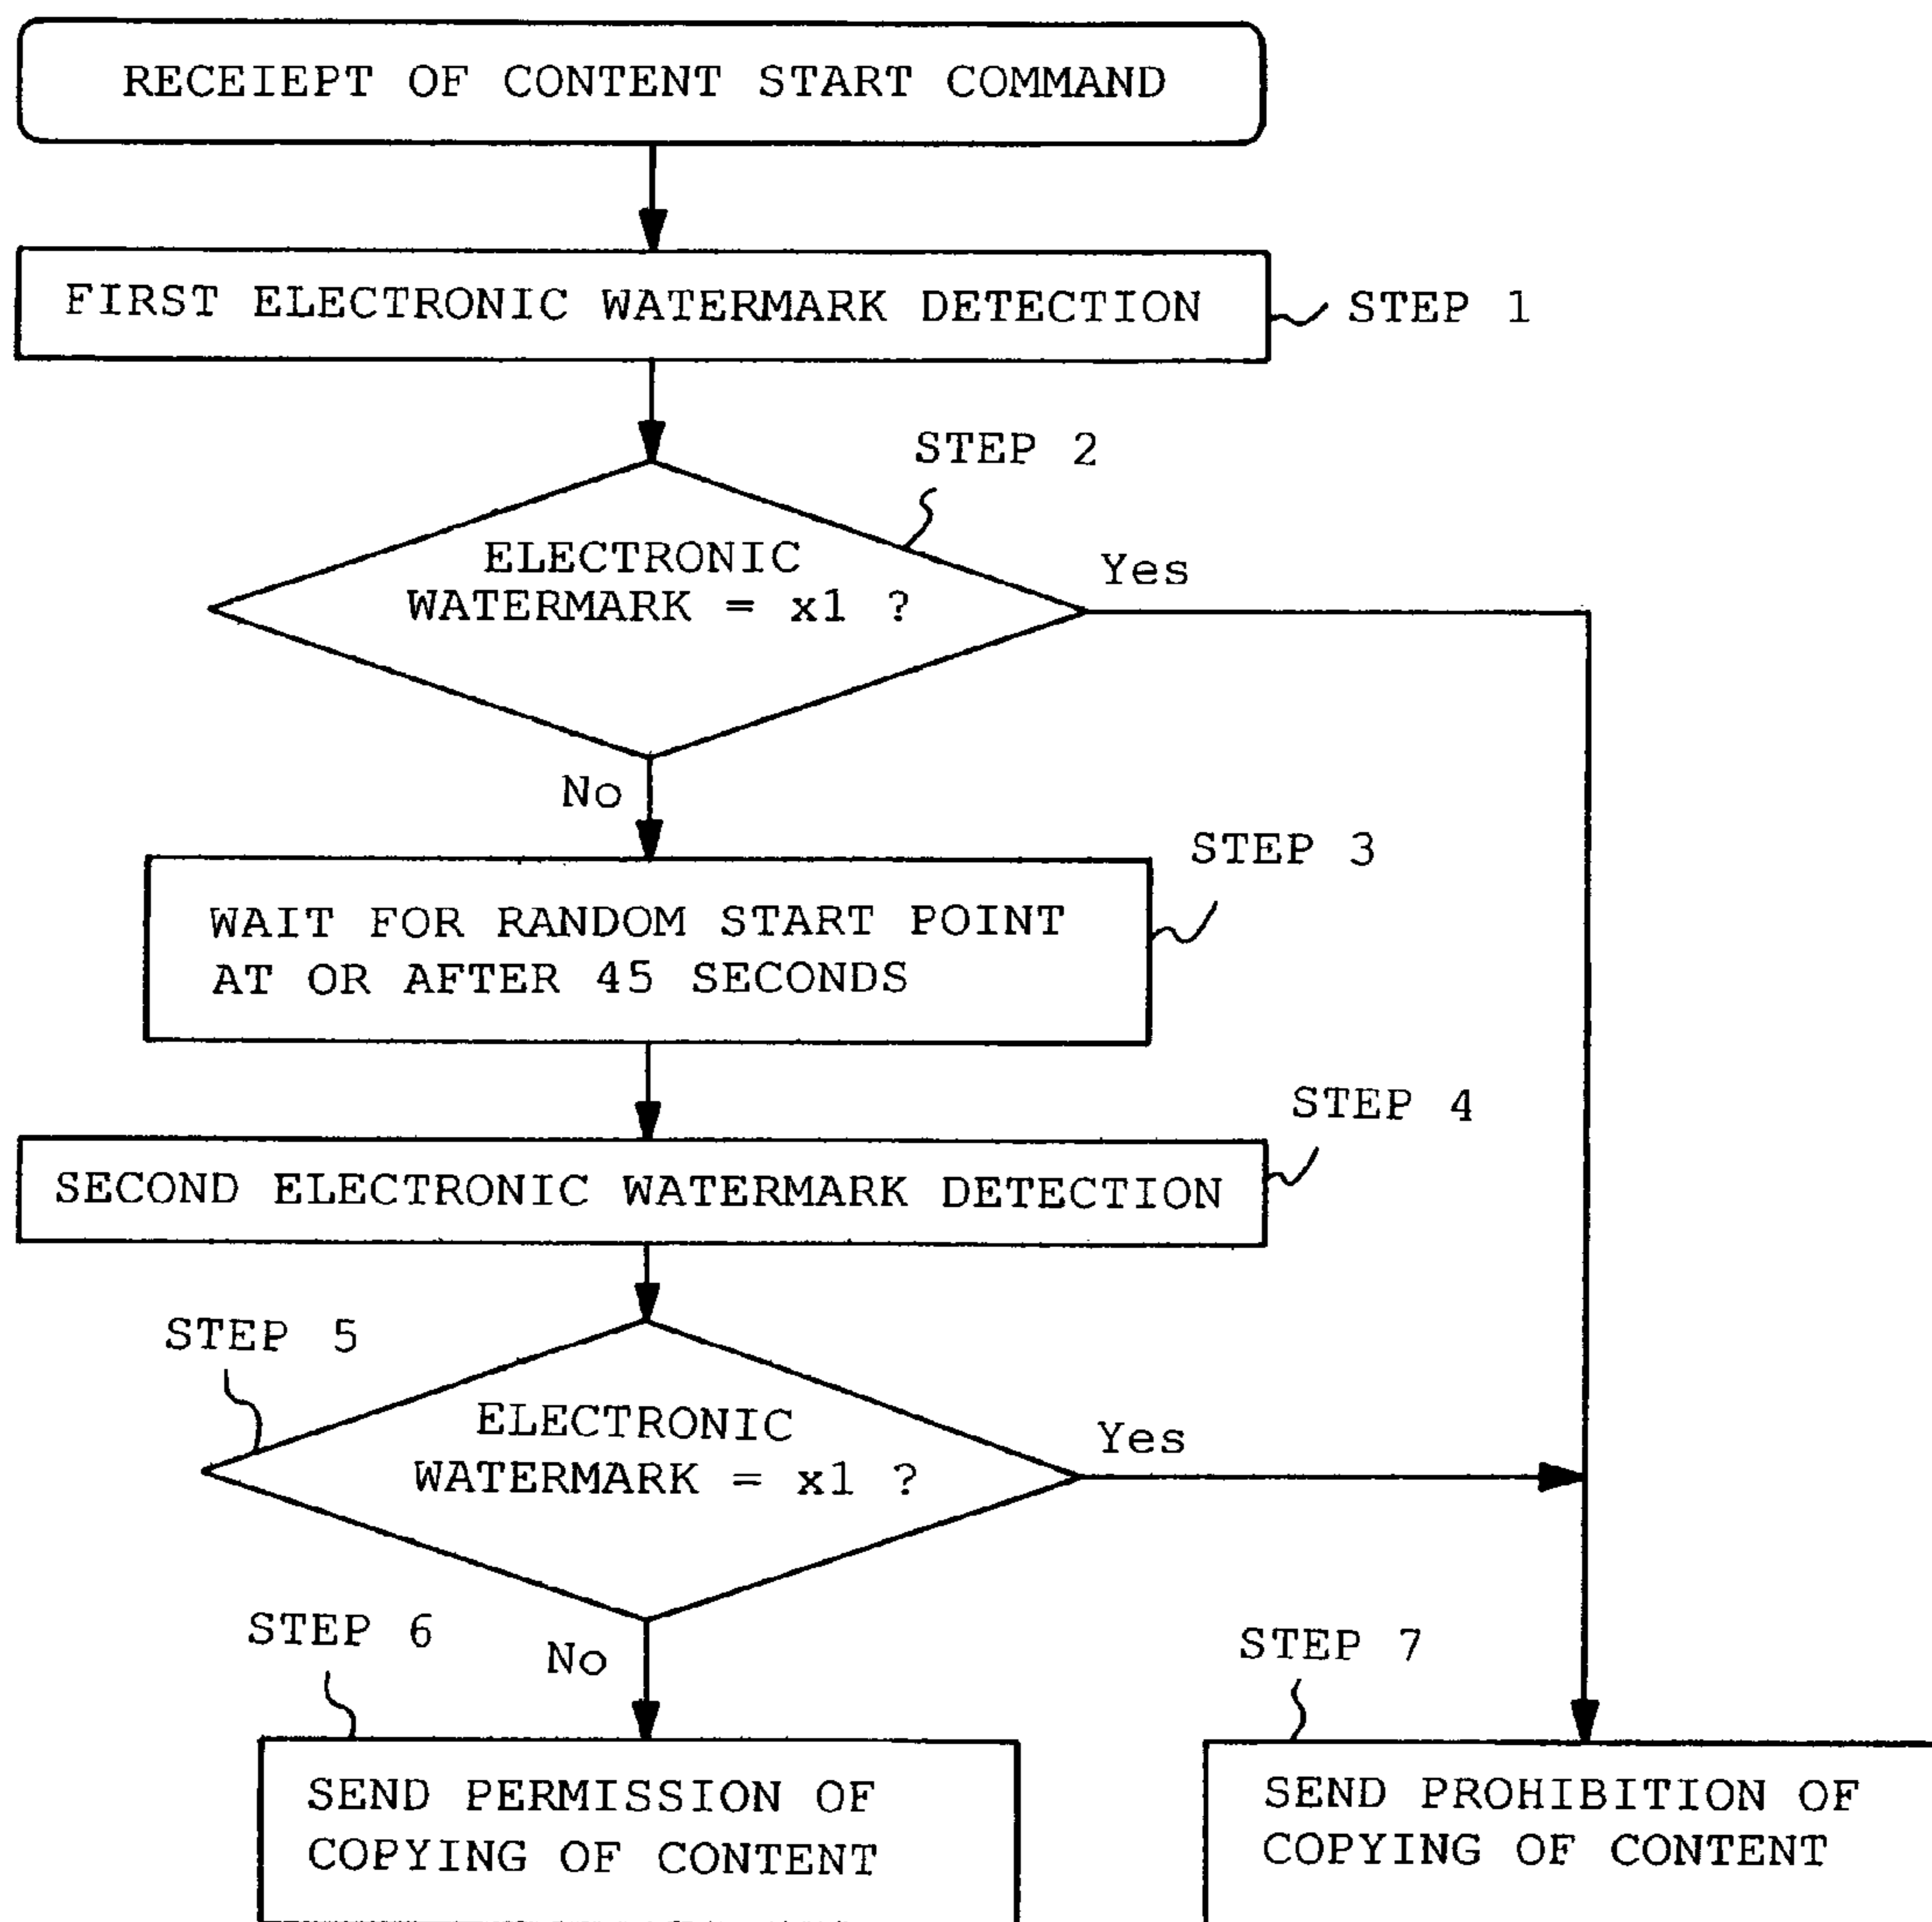 RECEIEPT OF CONTENT START COMMAND
FIRST ELECTRONIC WATERMARK DETECTION
STEP 1
STEP 2
ELECTRONIC
WATERMARK = x1 ?
Yes
No
STEP 3
WAIT FOR RANDOM START POINT
AT OR AFTER 45 SECONDS
STEP 4
SECOND ELECTRONIC WATERMARK DETECTION
STEP 5
ELECTRONIC
WATERMARK = x1 ?
Yes
No
STEP 6
SEND PERMISSION OF
COPYING OF CONTENT
STEP 7
SEND PROHIBITION OF
COPYING OF CONTENT